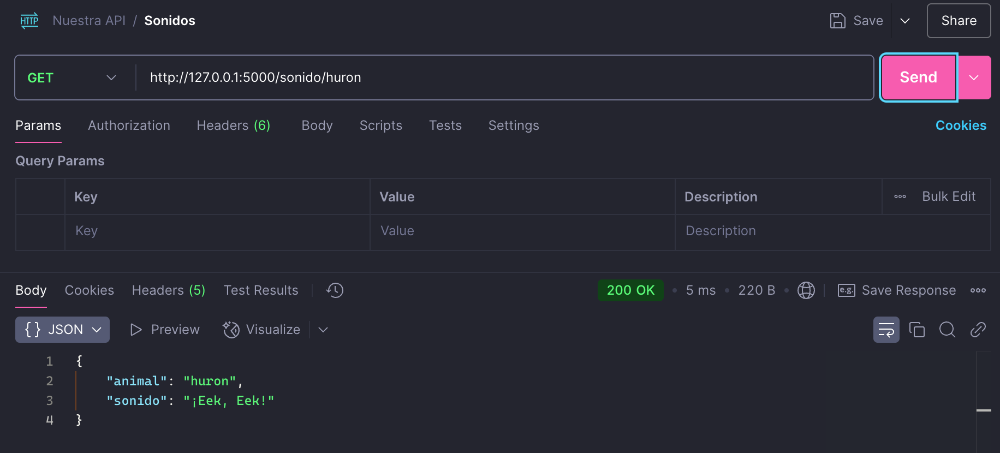 HTTP Nuestra API / Sonidos Save Share
GET http://127.0.0.1:5000/sonido/huron Send
Params Authorization Headers (6) Body Scripts Tests Settings Cookies
Query Params
Key Value Description Bulk Edit
Key Value Description
Body Cookies Headers (5) Test Results 200 OK • 5 ms • 220 B • e.g. Save Response
{} JSON Preview Visualize
1 {
2 "animal": "huron",
3 "sonido": "¡Eek, Eek!"
4 }